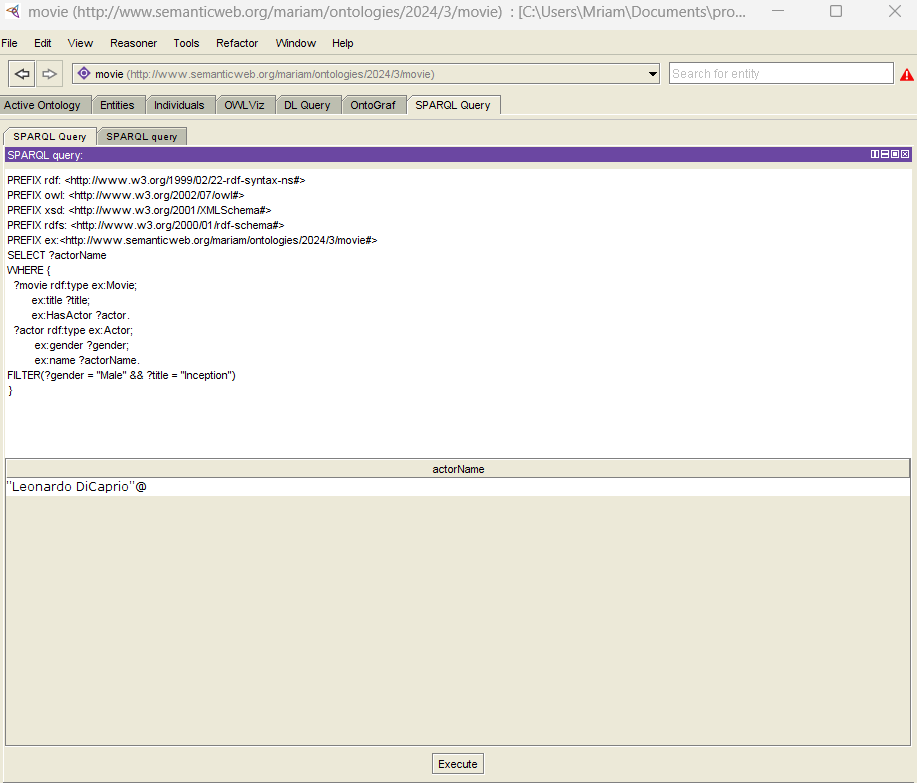 movie (http://www.semanticweb.org/mariam/ontologies/2024/3/movie) : [C:\Users\Mriam\Documents\pro...
File Edit View Reasoner Tools Refactor Window Help
movie (http://www.semanticweb.org/mariam/ontologies/2024/3/movie) Search for entity
Active Ontology Entities Individuals OWLViz DL Query OntoGraf SPARQL Query
SPARQL Query SPARQL query
SPARQL query:
PREFIX rdf: <http://www.w3.org/1999/02/22-rdf-syntax-ns#>
PREFIX owl: <http://www.w3.org/2002/07/owl#>
PREFIX xsd: <http://www.w3.org/2001/XMLSchema#>
PREFIX rdfs: <http://www.w3.org/2000/01/rdf-schema#>
PREFIX ex:<http://www.semanticweb.org/mariam/ontologies/2024/3/movie#>
SELECT ?actorName
WHERE {
?movie rdf:type ex:Movie;
ex:title ?title;
ex:HasActor ?actor.
?actor rdf:type ex:Actor;
ex:gender ?gender;
ex:name ?actorName.
FILTER(?gender = "Male" && ?title = "Inception")
}
actorName
"Leonardo DiCaprio"@
Execute